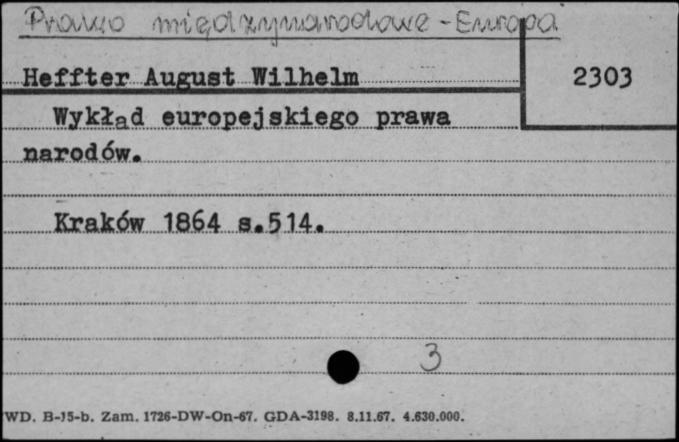 Prawo międzynarodowe - Europa
Heffter August Wilhelm
2303
Wykład europejskiego prawa
narodów.
Kraków 1864 s.514.
3
WD. B-15-b. Zam. 1726-DW-On-67. GDA-3198. 8.11.67. 4.630.000.